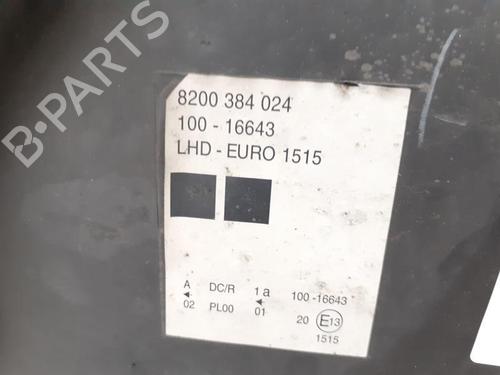 B-PARTS
8200 384 024
100 - 16643
LHD - EURO 1515
A DC/R 1 a 100 -16643
02 PL00 01 20 E13
1515